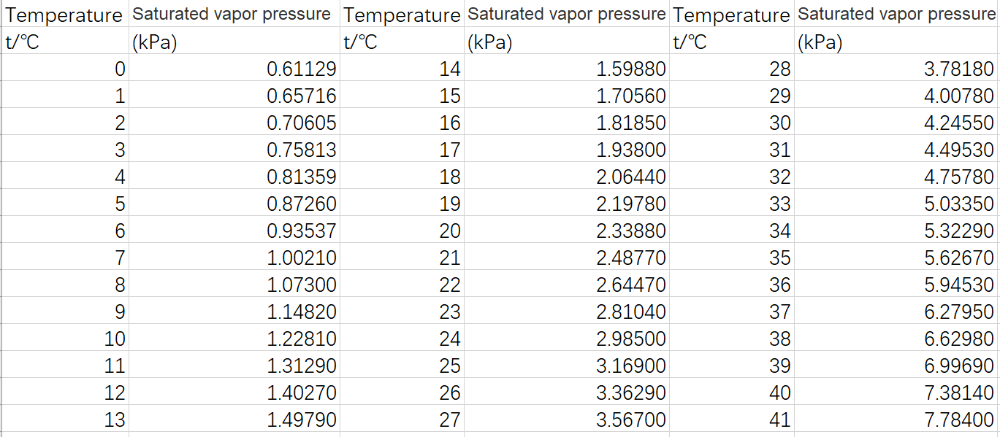 Temperature Saturated vapor pressure Temperature Saturated vapor pressure Temperature Saturated vapor pressure
t/℃ (kPa) t/℃ (kPa) t/℃ (kPa)
0 0.61129 14 1.59880 28 3.78180
1 0.65716 15 1.70560 29 4.00780
2 0.70605 16 1.81850 30 4.24550
3 0.75813 17 1.93800 31 4.49530
4 0.81359 18 2.06440 32 4.75780
5 0.87260 19 2.19780 33 5.03350
6 0.93537 20 2.33880 34 5.32290
7 1.00210 21 2.48770 35 5.62670
8 1.07300 22 2.64470 36 5.94530
9 1.14820 23 2.81040 37 6.27950
10 1.22810 24 2.98500 38 6.62980
11 1.31290 25 3.16900 39 6.99690
12 1.40270 26 3.36290 40 7.38140
13 1.49790 27 3.56700 41 7.78400